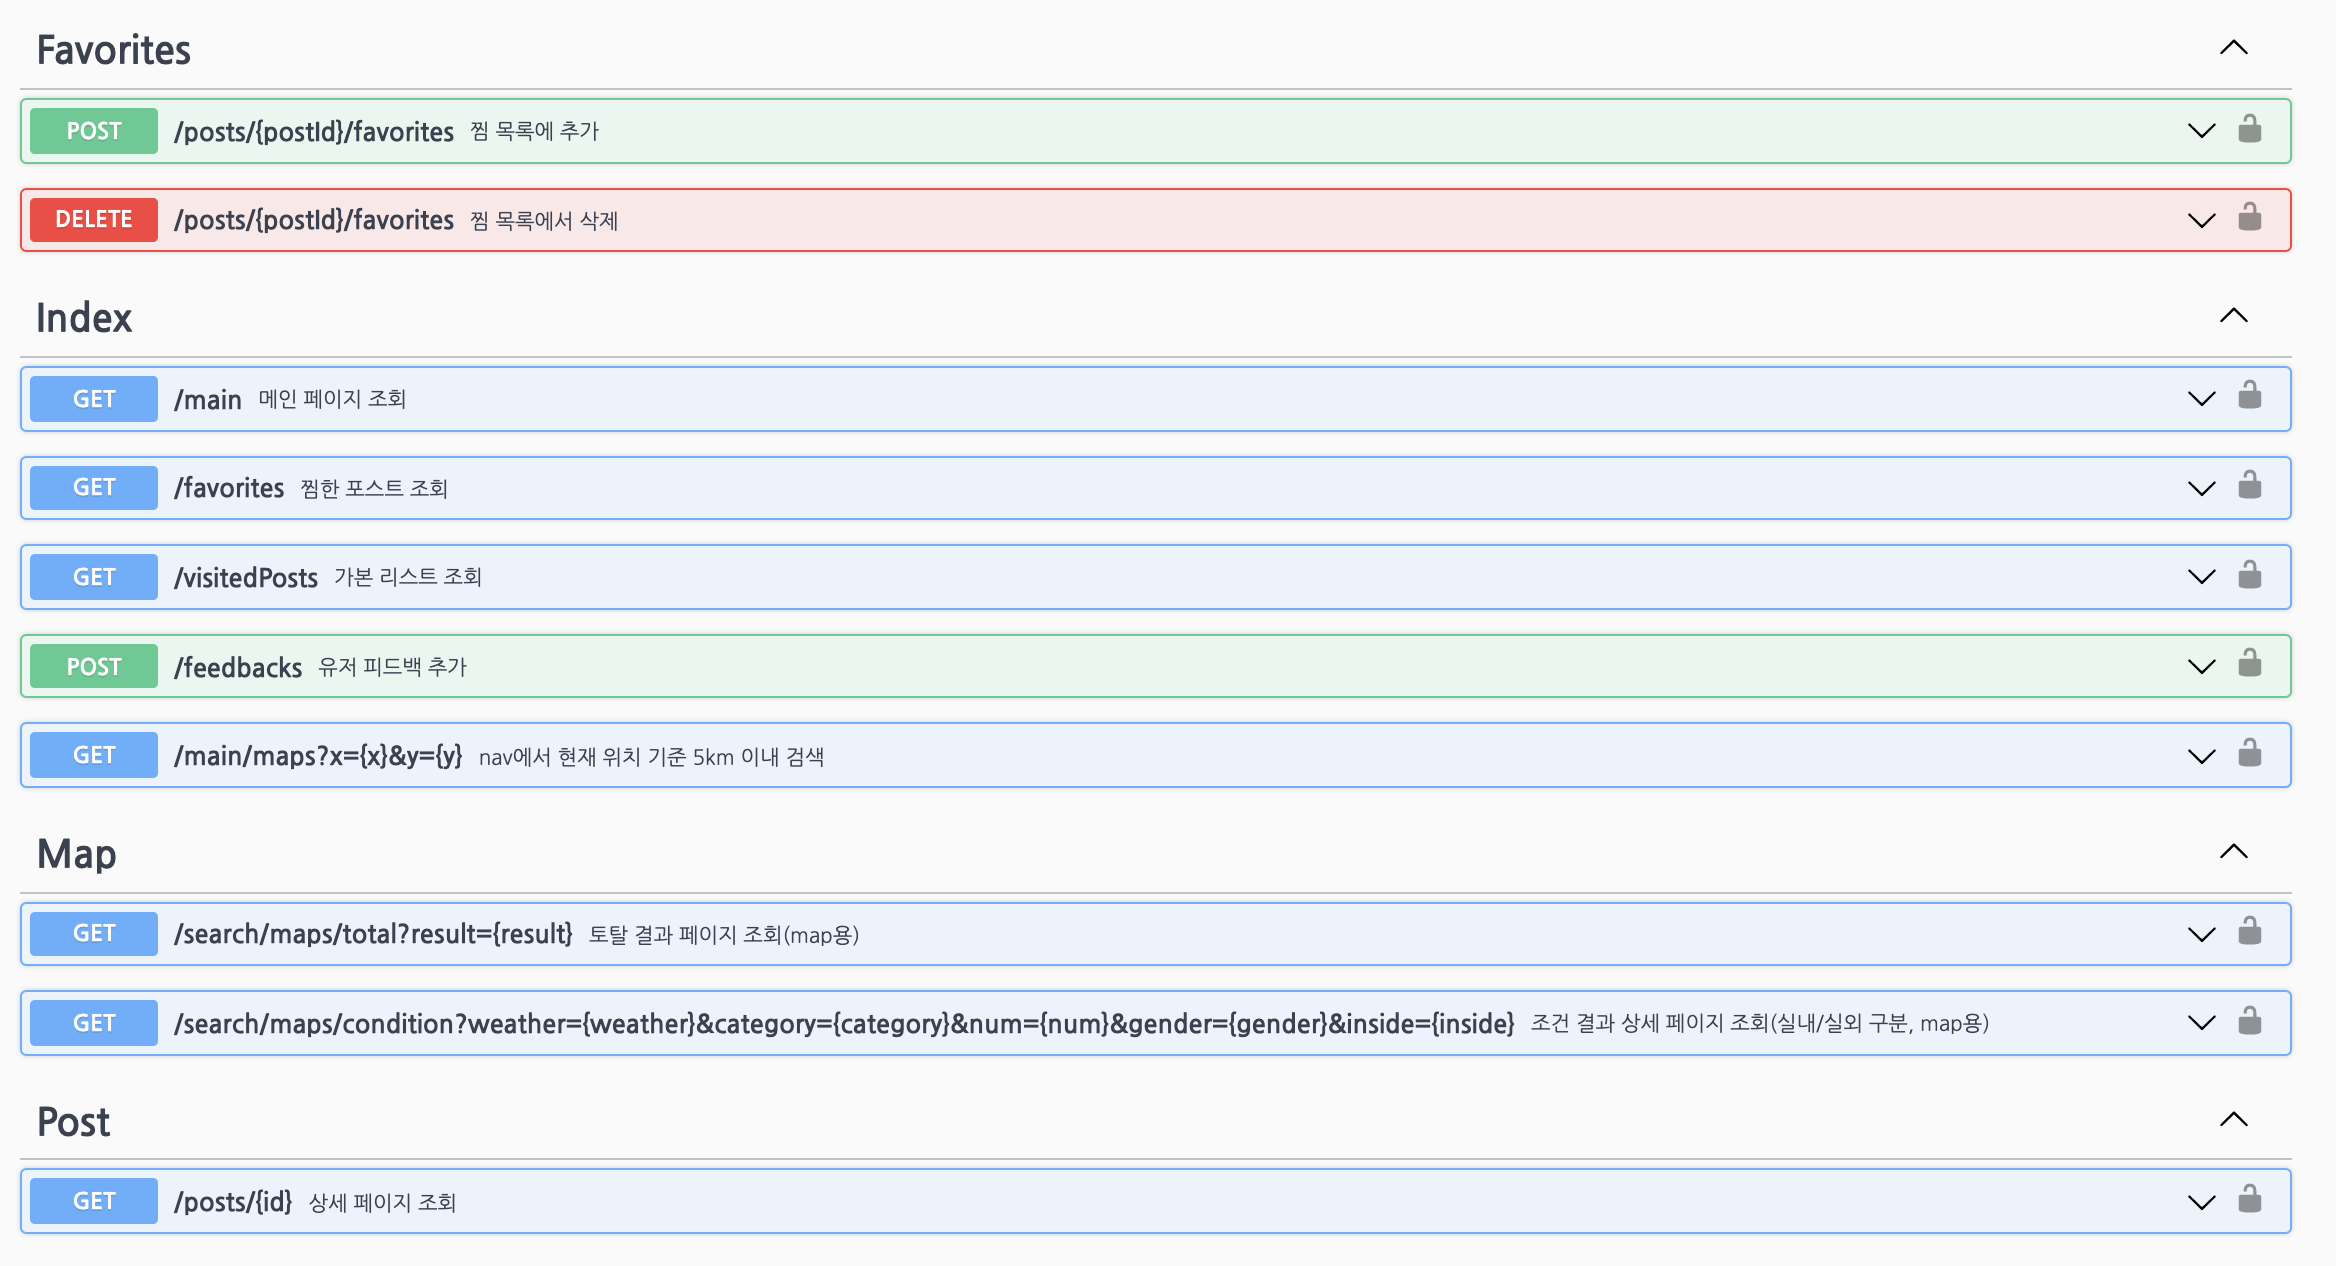 Favorites
POST /posts/{postId}/favorites 찜 목록에 추가
DELETE /posts/{postId}/favorites 찜 목록에서 삭제
Index
GET /main 메인 페이지 조회
GET /favorites 찜한 포스트 조회
GET /visitedPosts 가본 리스트 조회
POST /feedbacks 유저 피드백 추가
GET /main/maps?x={x}&y={y} nav에서 현재 위치 기준 5km 이내 검색
Map
GET /search/maps/total?result={result} 토탈 결과 페이지 조회(map용)
GET /search/maps/condition?weather={weather}&category={category}&num={num}&gender={gender}&inside={inside} 조건 결과 상세 페이지 조회(실내/실외 구분, map용)
Post
GET /posts/{id} 상세 페이지 조회